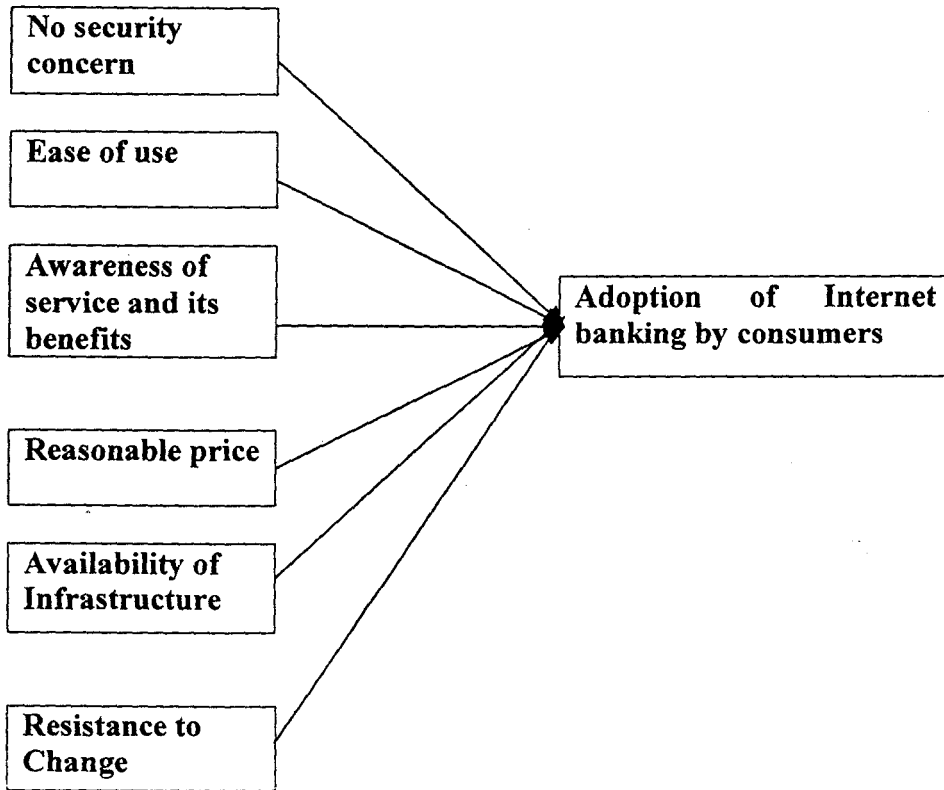 No security
concern
Ease of use
Awareness of
service and its
benefits
Adoption of Internet
banking by consumers
Reasonable price
Availability of
Infrastructure
Resistance to
Change